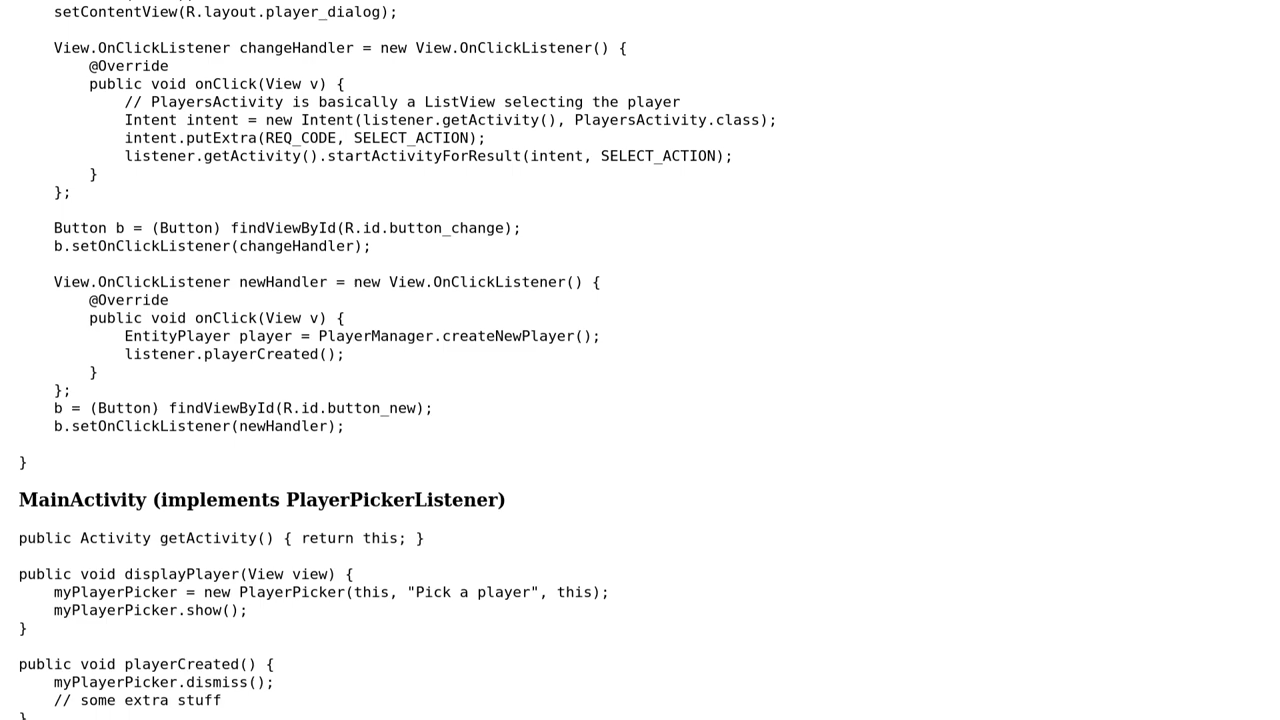 setContentView(R.layout.player_dialog);
View.OnClickListener changeHandler = new View.OnClickListener() {
@Override
public void onClick(View v) {
// PlayersActivity is basically a ListView selecting the player
Intent intent = new Intent(listener.getActivity(), PlayersActivity.class);
intent.putExtra(REQ_CODE, SELECT_ACTION);
listener.getActivity().startActivityForResult(intent, SELECT_ACTION);
}
};
Button b = (Button) findViewById(R.id.button_change);
b.setOnClickListener(changeHandler);
View.OnClickListener newHandler = new View.OnClickListener() {
@Override
public void onClick(View v) {
EntityPlayer player = PlayerManager.createNewPlayer();
listener.playerCreated();
}
};
b = (Button) findViewById(R.id.button_new);
b.setOnClickListener(newHandler);
}
MainActivity (implements PlayerPickerListener)
public Activity getActivity() { return this; }
public void displayPlayer(View view) {
myPlayerPicker = new PlayerPicker(this, "Pick a player", this);
myPlayerPicker.show();
}
public void playerCreated() {
myPlayerPicker.dismiss();
// some extra stuff
}